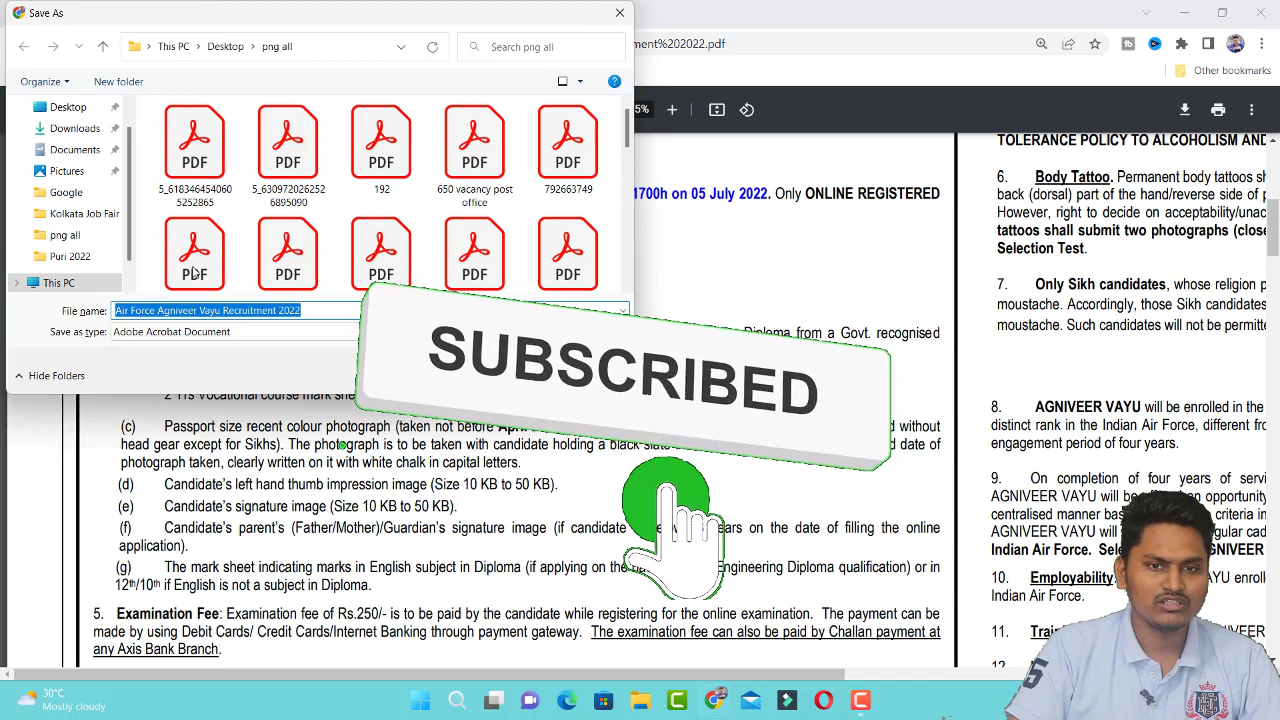 Save As
This PC
Desktop
png all
Search png all
ment%202022.pdf
Organize
New folder
Other bookmarks
5%
Desktop
Downloads
Documents
Pictures
Google
Kolkata Job Fair
png all
Puri 2022
This PC
PDF PDF PDF PDF PDF
5_618346454060
5252865
5_630972026252
6895090
192
650 vacancy post
office
792663749
PDF PDF PDF PDF PDF
File name: Air Force Agniveer Vayu Recruitment 2022
Save as type: Adobe Acrobat Document
Hide Folders
1700h on 05 July 2022. Only ONLINE REGISTERED
Diploma from a Govt. recognised
SUBSCRIBED
2 Yrs Vocational course mark
(c) Passport size recent colour photograph (taken not before without
head gear except for Sikhs). The photograph is to be taken with candidate holding a black date of
photograph taken, clearly written on it with white chalk in capital letters.
(d) Candidate's left hand thumb impression image (Size 10 KB to 50 KB).
(e) Candidate's signature image (Size 10 KB to 50 KB).
(f) Candidate's parent's (Father/Mother)/Guardian's signature image (if candidate on the date of filling the online
application).
(g) The mark sheet indicating marks in English subject in Diploma (if applying on the Engineering Diploma qualification) or in
12th/10th if English is not a subject in Diploma.
5. Examination Fee: Examination fee of Rs.250/- is to be paid by the candidate while registering for the online examination. The payment can be
made by using Debit Cards/ Credit Cards/Internet Banking through payment gateway. The examination fee can also be paid by Challan payment at
any Axis Bank Branch.
TOLERANCE POLICY TO ALCOHOLISM AND
6. Body Tattoo. Permanent body tattoos
back (dorsal) part of the hand/reverse side of
However, right to decide on acceptability/
tattoos shall submit two photographs (close
Selection Test.
7. Only Sikh candidates, whose religion
moustache. Accordingly, those Sikh candidates
moustache. Such candidates will not be
8. AGNIVEER VAYU will be enrolled in the
distinct rank in the Indian Air Force, different
engagement period of four years.
9. On completion of four years of
AGNIVEER VAYU will be opportunity
centralised manner criteria in
AGNIVEER VAYU will be cadre
Indian Air Force.
10. Employability.
Indian Air Force.
11.
12.
30°C
Mostly cloudy